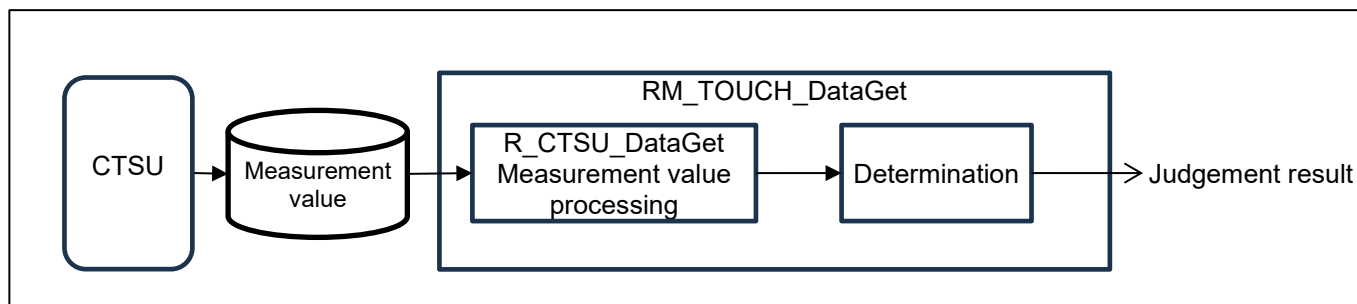 CTSU
Measurement
value
RM_TOUCH_DataGet
R_CTSU_DataGet
Measurement value
processing
Determination
Judgement result